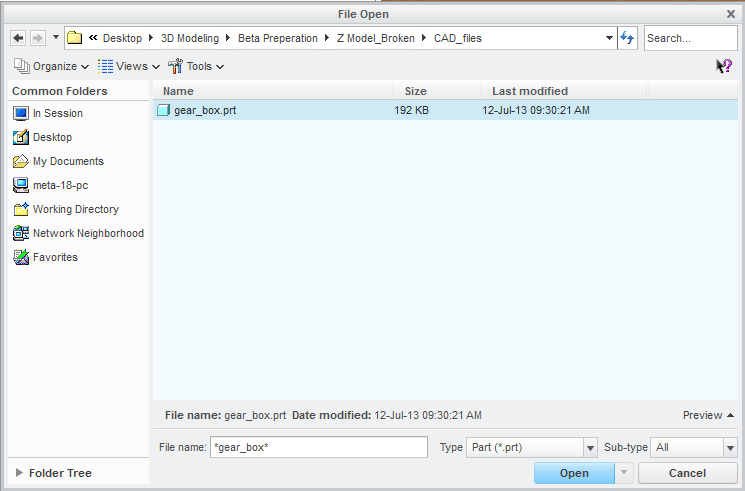 File Open
« Desktop 3D Modeling Beta Preperation Z Model_Broken CAD_files Search...
Organize Views Tools ?
Common Folders
In Session
Desktop
My Documents
meta-18-pc
Working Directory
Network Neighborhood
Favorites
Folder Tree
Name Size Last modified
gear_box.prt 192 KB 12-Jul-13 09:30:21 AM
File name: gear_box.prt Date modified: 12-Jul-13 09:30:21 AM Preview
File name: *gear_box* Type Part (*.prt) Sub-type All
Open Cancel